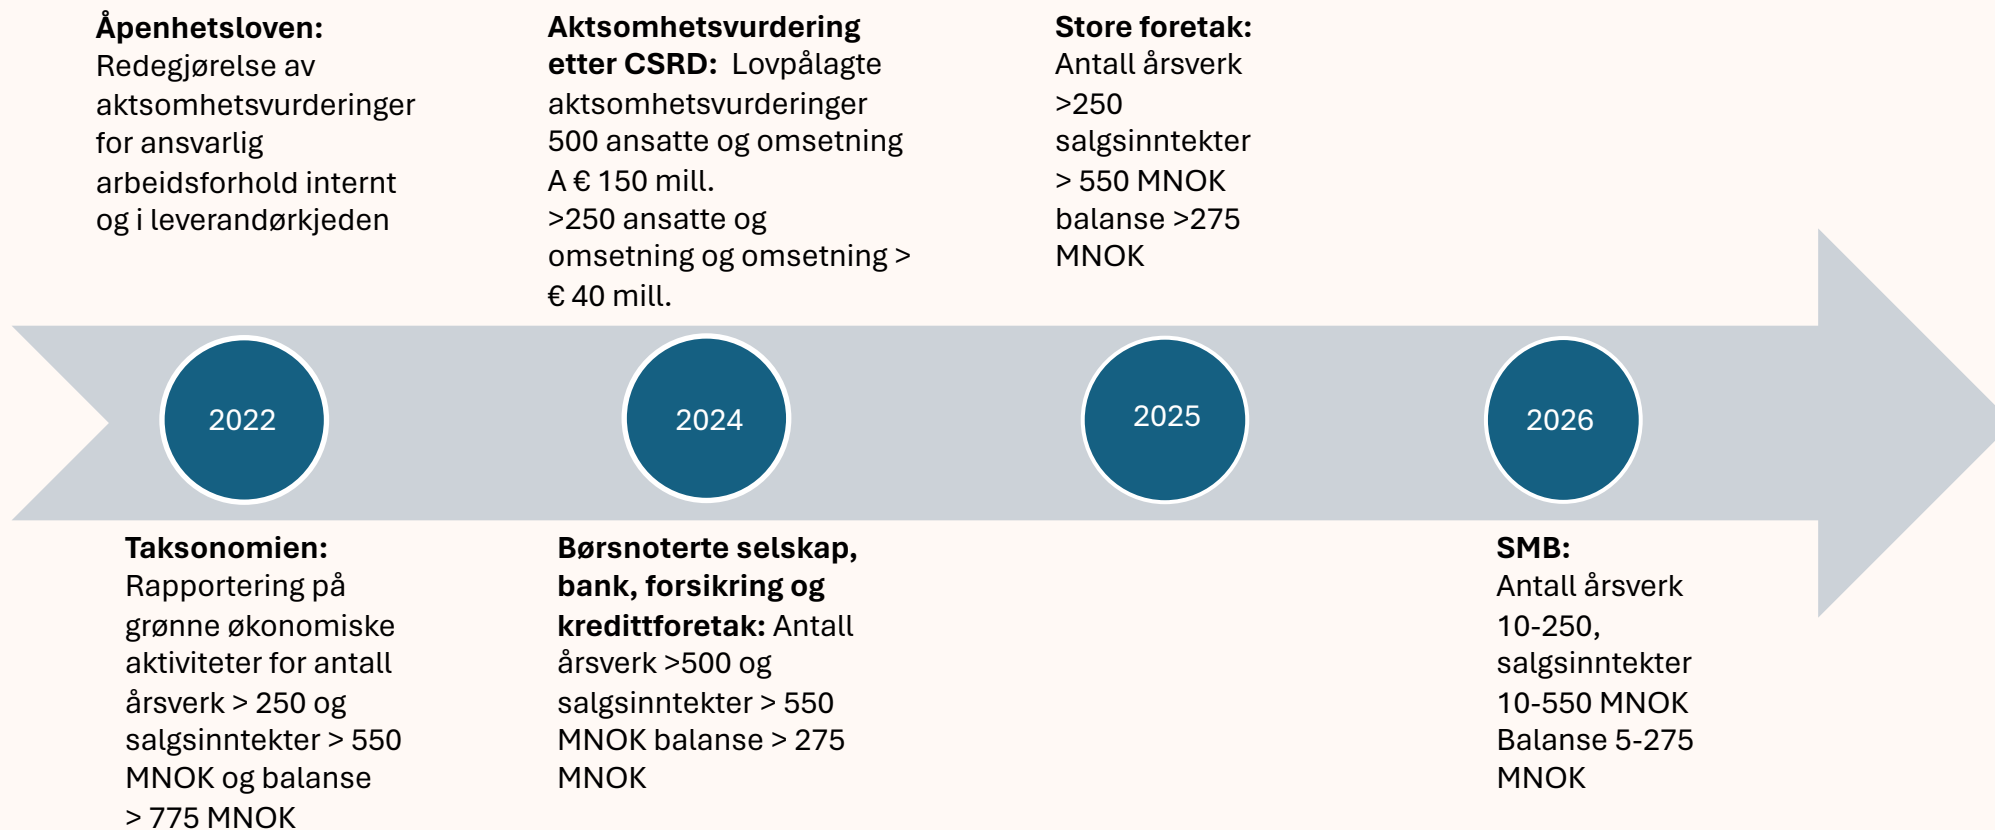 Åpenhetsloven:
Redegjørelse av
aktsomhetsvurderinger
for ansvarlig
arbeidsforhold internt
og i leverandørkjeden
Aktsomhetsvurdering
etter CSRD: Lovpålagte
aktsomhetsvurderinger
500 ansatte og omsetning
A € 150 mill.
>250 ansatte og
omsetning og omsetning >
€ 40 mill.
Store foretak:
Antall årsverk
>250
salgsinntekter
> 550 MNOK
balanse >275
MNOK
2022
2024
2025
2026
Taksonomien:
Rapportering på
grønne økonomiske
aktiviteter for antall
årsverk > 250 og
salgsinntekter > 550
MNOK og balanse
> 775 MNOK
Børsnoterte selskap,
bank, forsikring og
kredittforetak: Antall
årsverk >500 og
salgsinntekter > 550
MNOK balanse > 275
MNOK
SMB:
Antall årsverk
10-250,
salgsinntekter
10-550 MNOK
Balanse 5-275
MNOK